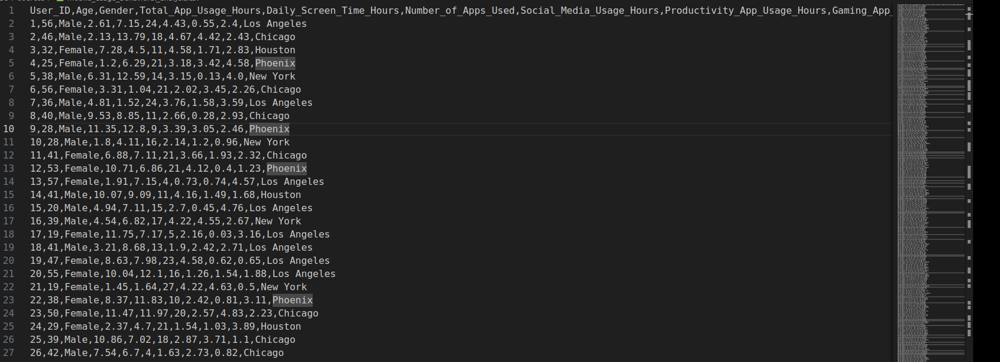 1 User_ID,Age,Gender,Total_App_Usage_Hours,Daily_Screen_Time_Hours,Number_of_Apps_Used,Social_Media_Usage_Hours,Productivity_App_Usage_Hours,Gaming_App_
2 1,56,Male,2.61,7.15,24,4.43,0.55,2.4,Los Angeles
3 2,46,Male,2.13,13.79,18,4.67,4.42,2.43,Chicago
4 3,32,Female,7.28,4.5,11,4.58,1.71,2.83,Houston
5 4,25,Female,1.2,6.29,21,3.18,3.42,4.58,Phoenix
6 5,38,Male,6.31,12.59,14,3.15,0.13,4.0,New York
7 6,56,Female,3.31,1.04,21,2.02,3.45,2.26,Chicago
8 7,36,Male,4.81,1.52,24,3.76,1.58,3.59,Los Angeles
9 8,40,Male,9.53,8.85,11,2.66,0.28,2.93,Chicago
10 9,28,Male,11.35,12.8,9,3.39,3.05,2.46,Phoenix
11 10,28,Male,1.8,4.11,16,2.14,1.2,0.96,New York
12 11,41,Female,6.88,7.11,21,3.66,1.93,2.32,Chicago
13 12,53,Female,10.71,6.86,21,4.12,0.4,1.23,Phoenix
14 13,57,Female,1.91,7.15,4,0.73,0.74,4.57,Los Angeles
15 14,41,Male,10.07,9.09,11,4.16,1.49,1.68,Houston
16 15,20,Male,4.94,7.11,15,2.7,0.45,4.76,Los Angeles
17 16,39,Male,4.54,6.82,17,4.22,4.55,2.67,New York
18 17,19,Female,11.75,7.17,5,2.16,0.03,3.16,Los Angeles
19 18,41,Male,3.21,8.68,13,1.9,2.42,2.71,Los Angeles
20 19,47,Female,8.63,7.98,23,4.58,0.62,0.65,Los Angeles
21 20,55,Female,10.04,12.1,16,1.26,1.54,1.88,Los Angeles
22 21,19,Female,1.45,1.64,27,4.22,4.63,0.5,New York
23 22,38,Female,8.37,11.83,10,2.42,0.81,3.11,Phoenix
24 23,50,Female,11.47,11.97,20,2.57,4.83,2.23,Chicago
25 24,29,Female,2.37,4.7,21,1.54,1.03,3.89,Houston
26 25,39,Male,10.86,7.02,18,2.87,3.71,1.1,Chicago
27 26,42,Male,7.54,6.7,4,1.63,2.73,0.82,Chicago